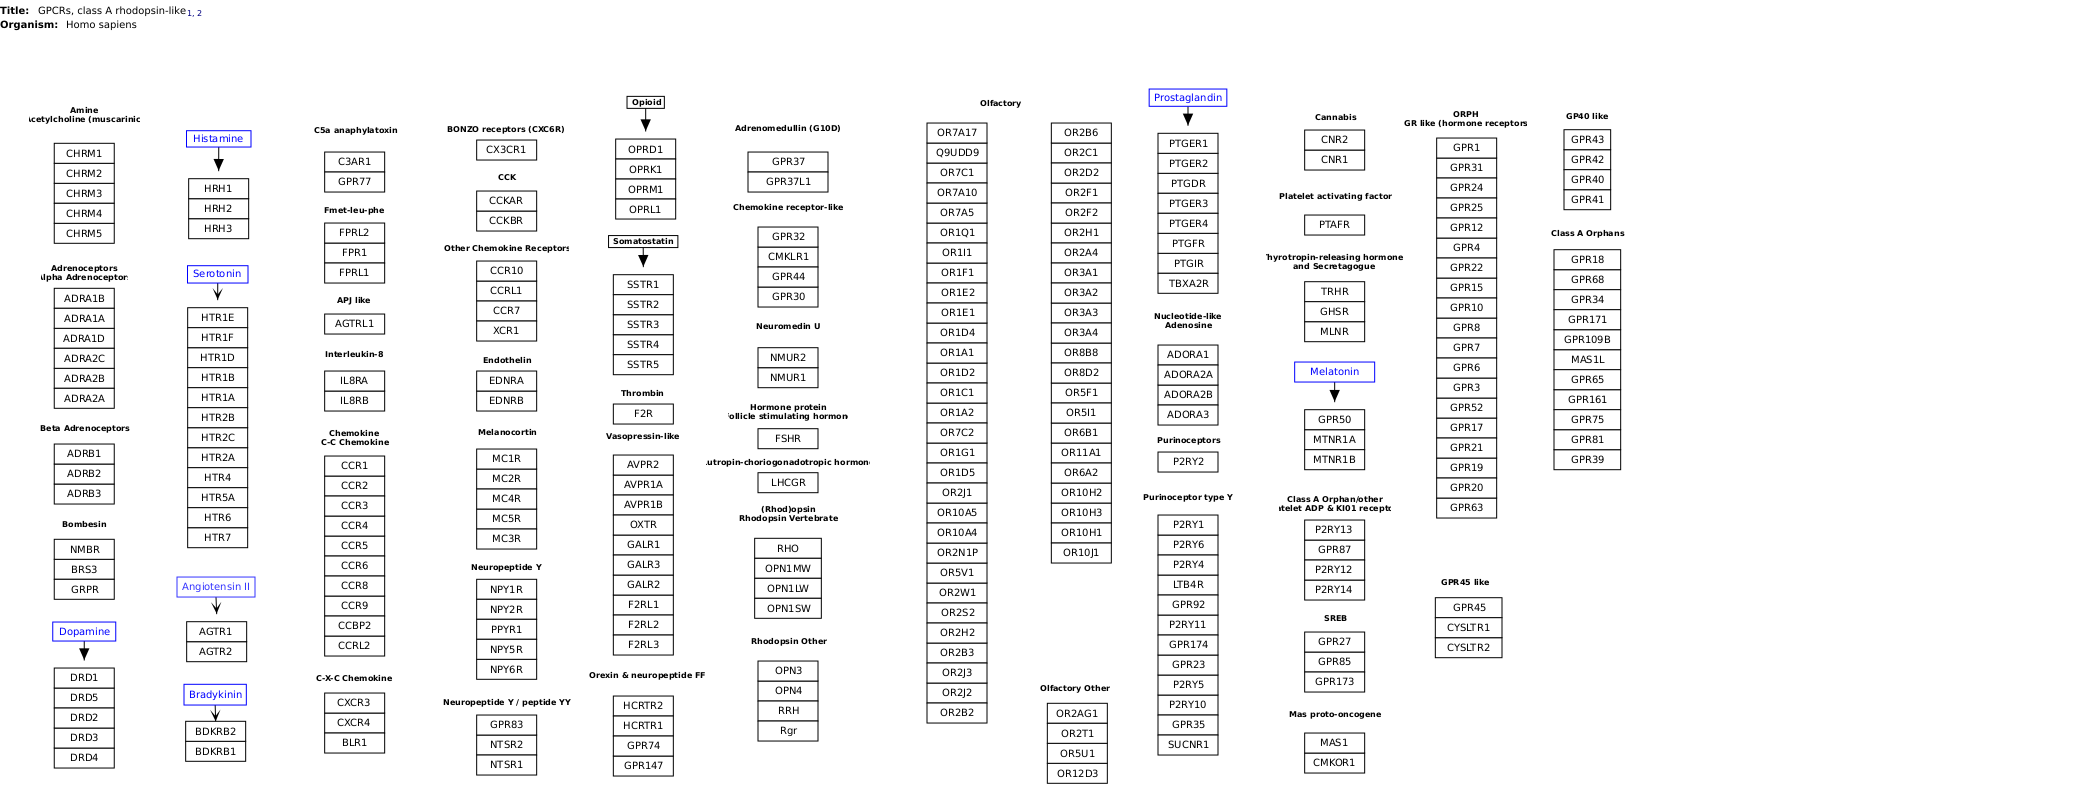 Title: GPCRs, class A rhodopsin-like1, 2
Organism: Homo sapiens
Amine
acetylcholine (muscarinic
CHRM1
CHRM2
CHRM3
CHRM4
CHRM5
Adrenoceptors
Alpha Adrenoceptors
ADRA1B
ADRA1A
ADRA1D
ADRA2C
ADRA2B
ADRA2A
Beta Adrenoceptors
ADRB1
ADRB2
ADRB3
Bombesin
NMBR
BRS3
GRPR
Dopamine
DRD1
DRD5
DRD2
DRD3
DRD4
Histamine
HRH1
HRH2
HRH3
Serotonin
HTR1E
HTR1F
HTR1D
HTR1B
HTR1A
HTR2B
HTR2C
HTR2A
HTR4
HTR5A
HTR6
HTR7
Angiotensin II
AGTR1
AGTR2
Bradykinin
BDKRB2
BDKRB1
C5a anaphylatoxin
C3AR1
GPR77
Fmet-leu-phe
FPRL2
FPR1
FPRL1
APJ like
AGTRL1
Interleukin-8
IL8RA
IL8RB
Chemokine
C-C Chemokine
CCR1
CCR2
CCR3
CCR4
CCR5
CCR6
CCR8
CCR9
CCBP2
CCRL2
C-X-C Chemokine
CXCR3
CXCR4
BLR1
BONZO receptors (CXC6R)
CX3CR1
CCK
CCKAR
CCKBR
Other Chemokine Receptors
CCR10
CCRL1
CCR7
XCR1
Endothelin
EDNRA
EDNRB
Melanocortin
MC1R
MC2R
MC4R
MC5R
MC3R
Neuropeptide Y
NPY1R
NPY2R
PPYR1
NPY5R
NPY6R
Neuropeptide Y / peptide YY
GPR83
NTSR2
NTSR1
Opioid
OPRD1
OPRK1
OPRM1
OPRL1
Somatostatin
SSTR1
SSTR2
SSTR3
SSTR4
SSTR5
Thrombin
F2R
Vasopressin-like
AVPR2
AVPR1A
AVPR1B
OXTR
GALR1
GALR3
GALR2
F2RL1
F2RL2
F2RL3
Orexin & neuropeptide FF
HCRTR2
HCRTR1
GPR74
GPR147
Adrenomedullin (G10D)
GPR37
GPR37L1
Chemokine receptor-like
GPR32
CMKLR1
GPR44
GPR30
Neuromedin U
NMUR2
NMUR1
Hormone protein
ollicle stimulating hormon
FSHR
utropin-choriogonadotropic hormon
LHCGR
(Rhod)opsin
Rhodopsin Vertebrate
RHO
OPN1MW
OPN1LW
OPN1SW
Rhodopsin Other
OPN3
OPN4
RRH
Rgr
Olfactory
OR7A17
Q9UDD9
OR7C1
OR7A10
OR7A5
OR1Q1
OR1I1
OR1F1
OR1E2
OR1E1
OR1D4
OR1A1
OR1D2
OR1C1
OR1A2
OR7C2
OR1G1
OR1D5
OR2J1
OR10A5
OR10A4
OR2N1P
OR5V1
OR2W1
OR2S2
OR2H2
OR2B3
OR2J3
OR2J2
OR2B2
OR2B6
OR2C1
OR2D2
OR2F1
OR2F2
OR2H1
OR2A4
OR3A1
OR3A2
OR3A3
OR3A4
OR8B8
OR8D2
OR5F1
OR5I1
OR6B1
OR11A1
OR6A2
OR10H2
OR10H3
OR10H1
OR10J1
Olfactory Other
OR2AG1
OR2T1
OR5U1
OR12D3
Prostaglandin
PTGER1
PTGER2
PTGDR
PTGER3
PTGER4
PTGFR
PTGIR
TBXA2R
Nucleotide-like
Adenosine
ADORA1
ADORA2A
ADORA2B
ADORA3
Purinoceptors
P2RY2
Purinoceptor type Y
P2RY1
P2RY6
P2RY4
LTB4R
GPR92
P2RY11
GPR174
GPR23
P2RY5
P2RY10
GPR35
SUCNR1
Cannabis
CNR2
CNR1
Platelet activating factor
PTAFR
hyrotropin-releasing hormone
and Secretagogue
TRHR
GHSR
MLNR
Melatonin
GPR50
MTNR1A
MTNR1B
Class A Orphan/other
telet ADP & KI01 recepto
P2RY13
GPR87
GPR12
P2RY14
SREB
GPR27
GPR85
GPR173
Mas proto-oncogene
MAS1
CMKOR1
ORPH
GR like (hormone receptors
GPR1
GPR31
GPR24
GPR25
GPR12
GPR4
GPR22
GPR15
GPR10
GPR8
GPR7
GPR6
GPR3
GPR52
GPR17
GPR21
GPR19
GPR20
GPR63
GPR45 like
GPR45
CYSLTR1
CYSLTR2
GP40 like
GPR43
GPR42
GPR40
GPR41
Class A Orphans
GPR18
GPR68
GPR34
GPR171
GPR109B
MAS1L
GPR65
GPR161
GPR75
GPR81
GPR39